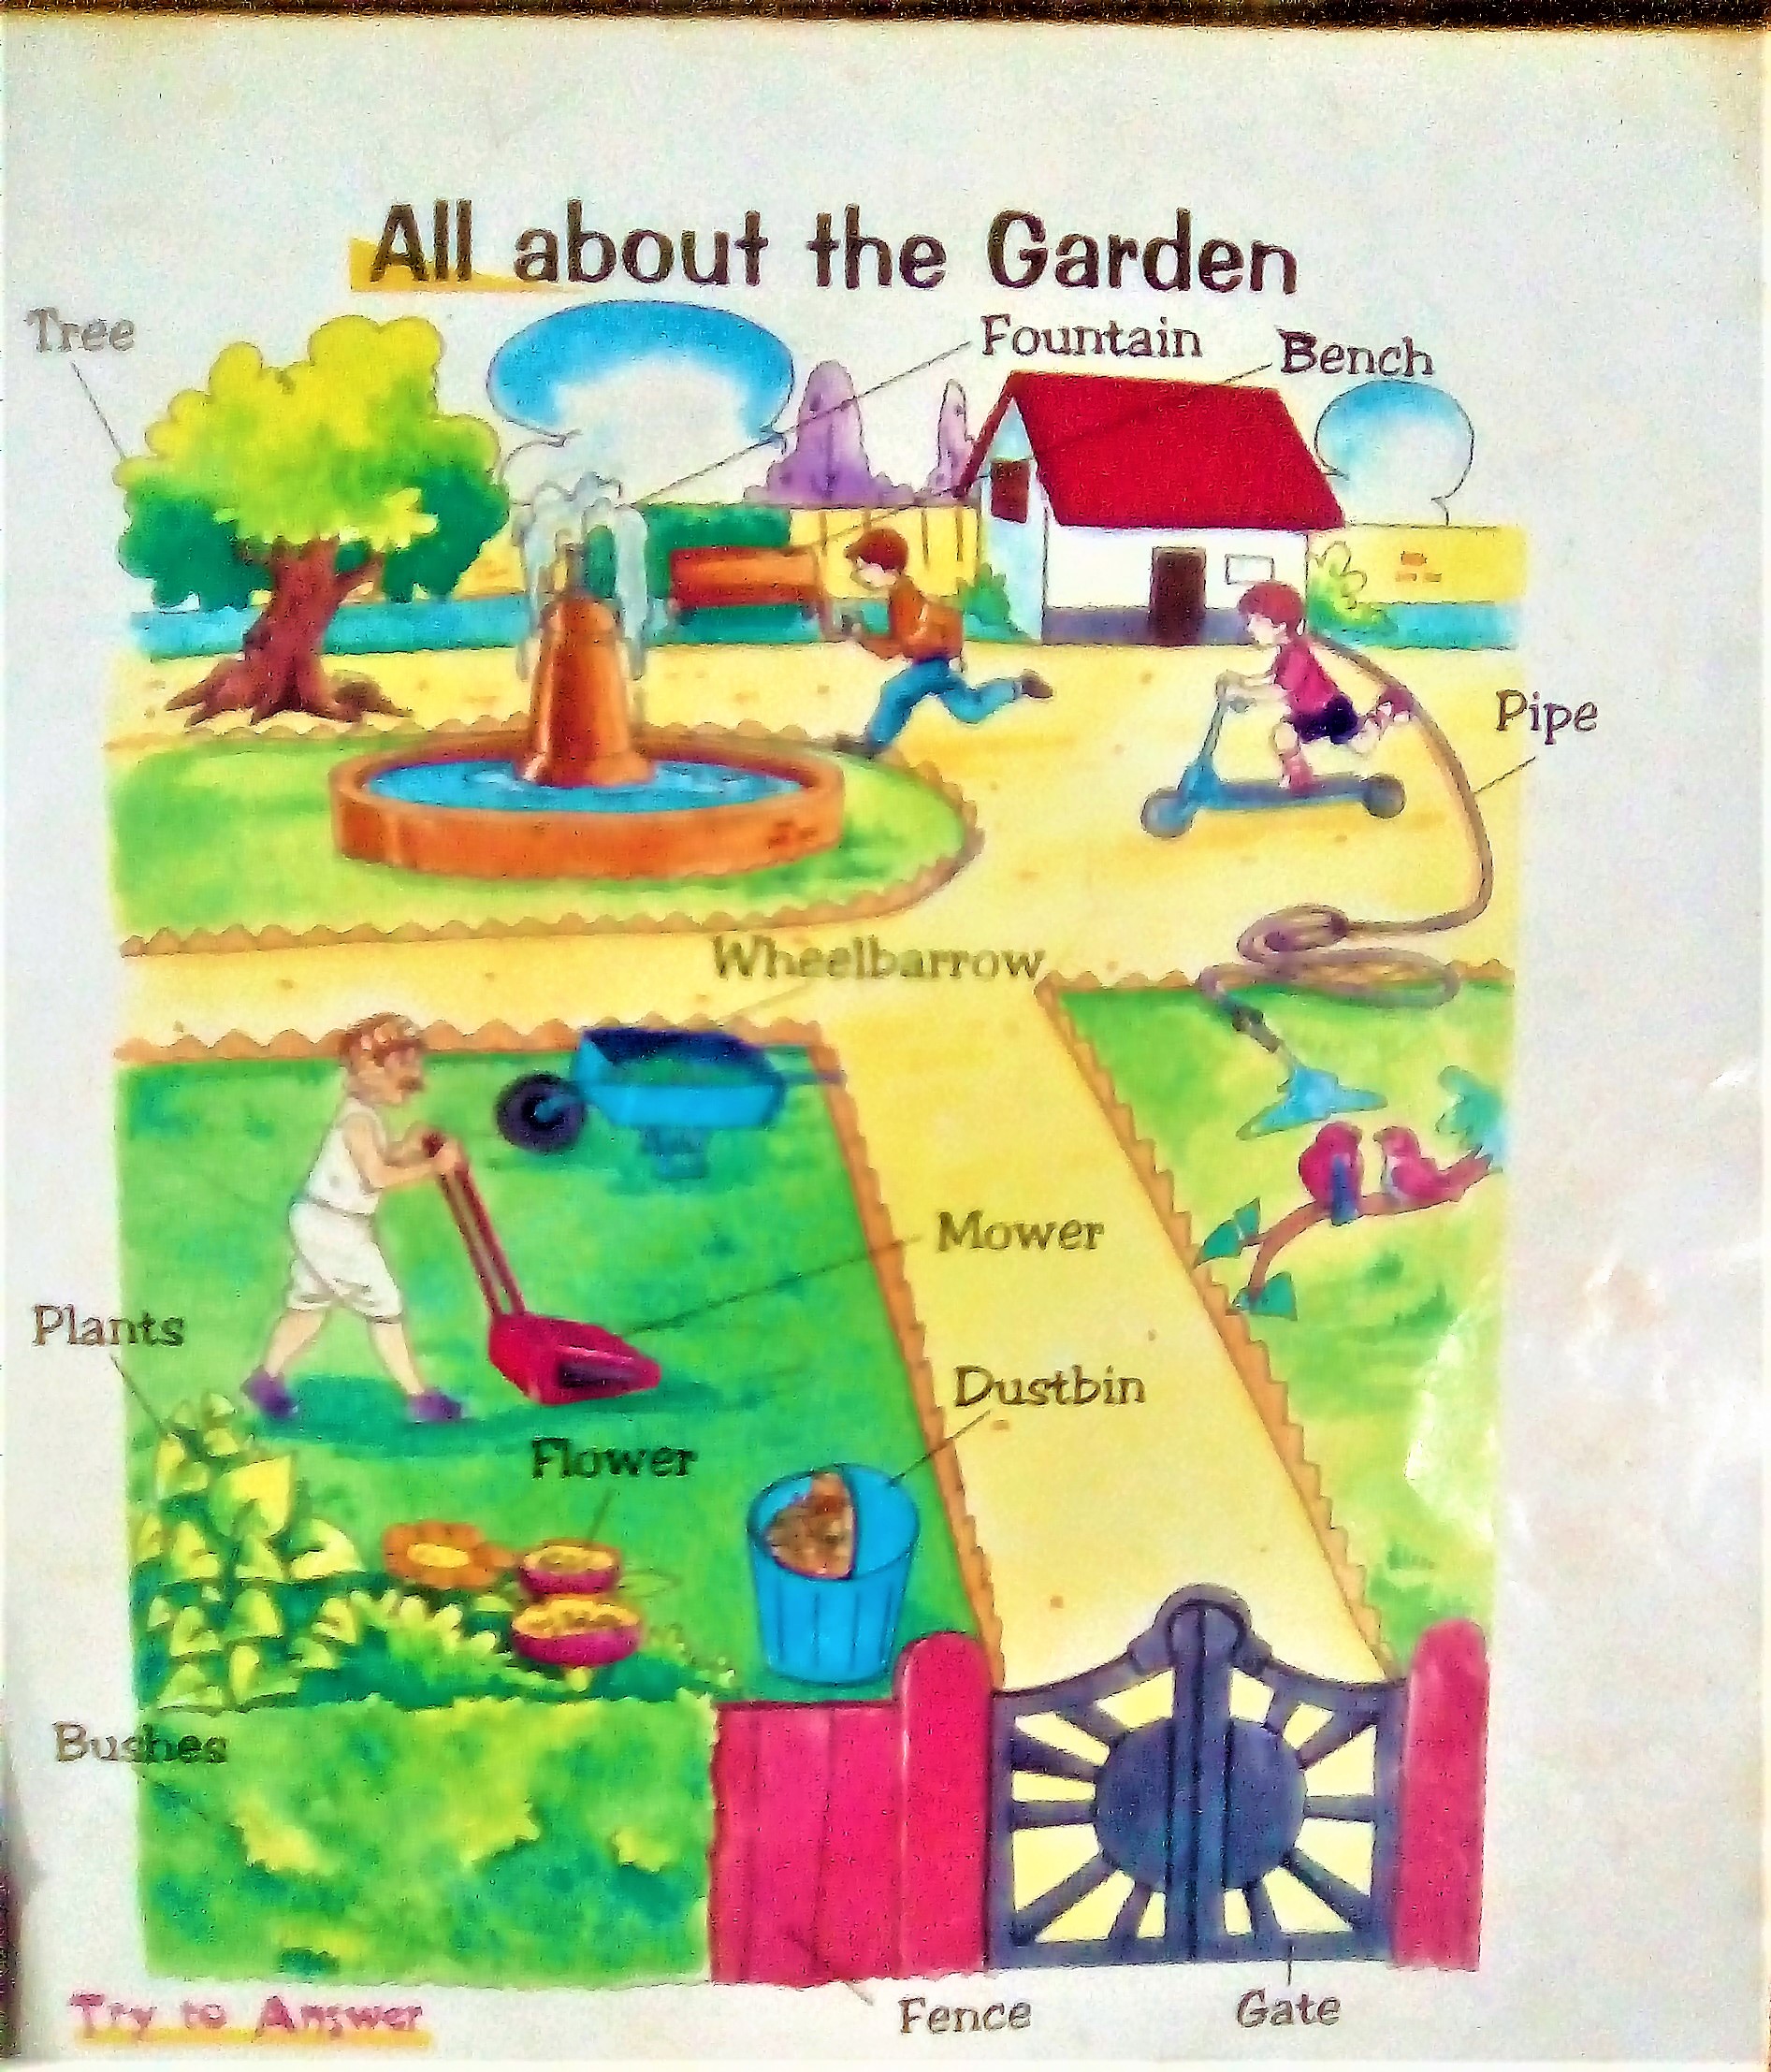 All about the Garden
Tree
Fountain
Bench
Pipe
Wheelbarrow
Mower
Plants
Dustbin
Flower
Bushes
Fence
Gate
Try to Answer